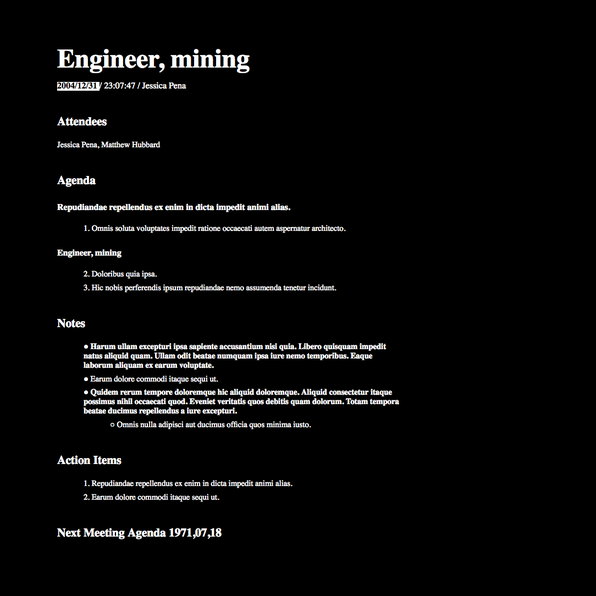 Engineer, mining
2004/12/31 / 23:07:47 / Jessica Pena
Attendees
Jessica Pena, Matthew Hubbard
Agenda
Repudiandae repellendus ex enim in dicta impedit animi alias.
1. Omnis soluta voluptates impedit ratione occaecati autem aspernatur architecto.
Engineer, mining
2. Doloribus quia ipsa.
3. Hic nobis perferendis ipsum repudiandae nemo assumenda tenetur incidunt.
Notes
● Harum ullam excepturi ipsa sapiente accusantium nisi quia. Libero quisquam impedit
natus aliquid quam. Ullam odit beatae numquam ipsa iure nemo temporibus. Eaque
laborum aliquam ex earum voluptate.
● Earum dolore commodi itaque sequi ut.
● Quidem rerum tempore doloremque hic aliquid doloremque. Aliquid consectetur itaque
possimus nihil occaecati quod. Eveniet veritatis quos debitis quam dolorum. Totam tempora
beatae ducimus repellendus a iure excepturi.
○ Omnis nulla adipisci aut ducimus officia quos minima iusto.
Action Items
1. Repudiandae repellendus ex enim in dicta impedit animi alias.
2. Earum dolore commodi itaque sequi ut.
Next Meeting Agenda 1971,07,18